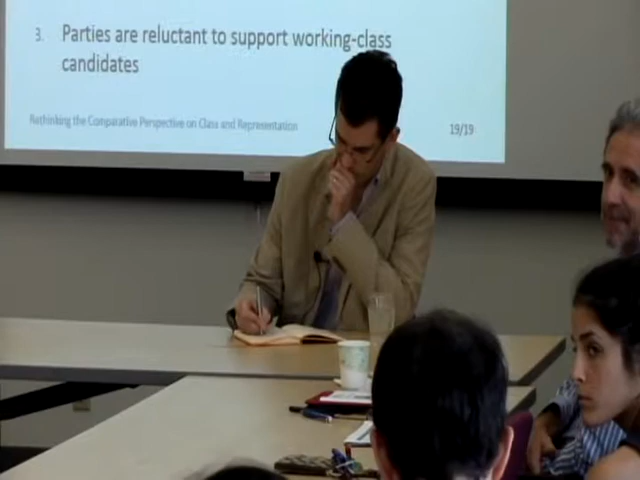 3. Parties are reluctant to support working-class
candidates
Rethinking the Comparative Perspective on Class and Representation
19/19